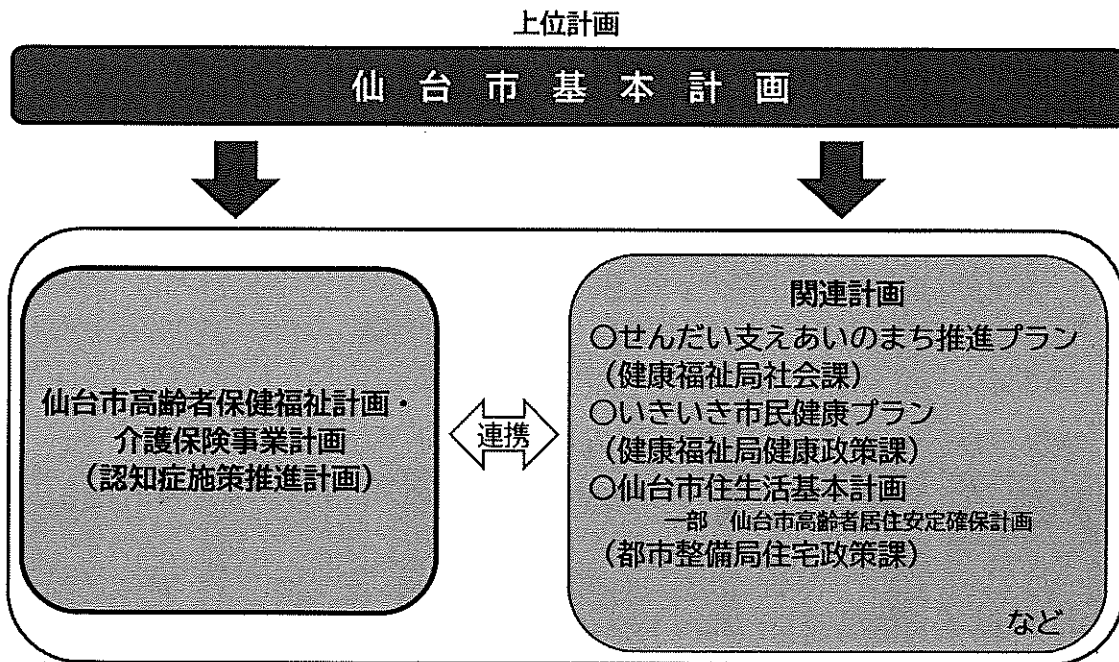 上位計画
仙台市基本計画
仙台市高齢者保健福祉計画・
介護保険事業計画
（認知症施策推進計画）
連携
関連計画
〇せんだい支えあいのまち推進プラン
（健康福祉局社会課）
〇いきいき市民健康プラン
（健康福祉局健康政策課）
〇仙台市住生活基本計画
一部　仙台市高齢者居住安定確保計画
（都市整備局住宅政策課）
など